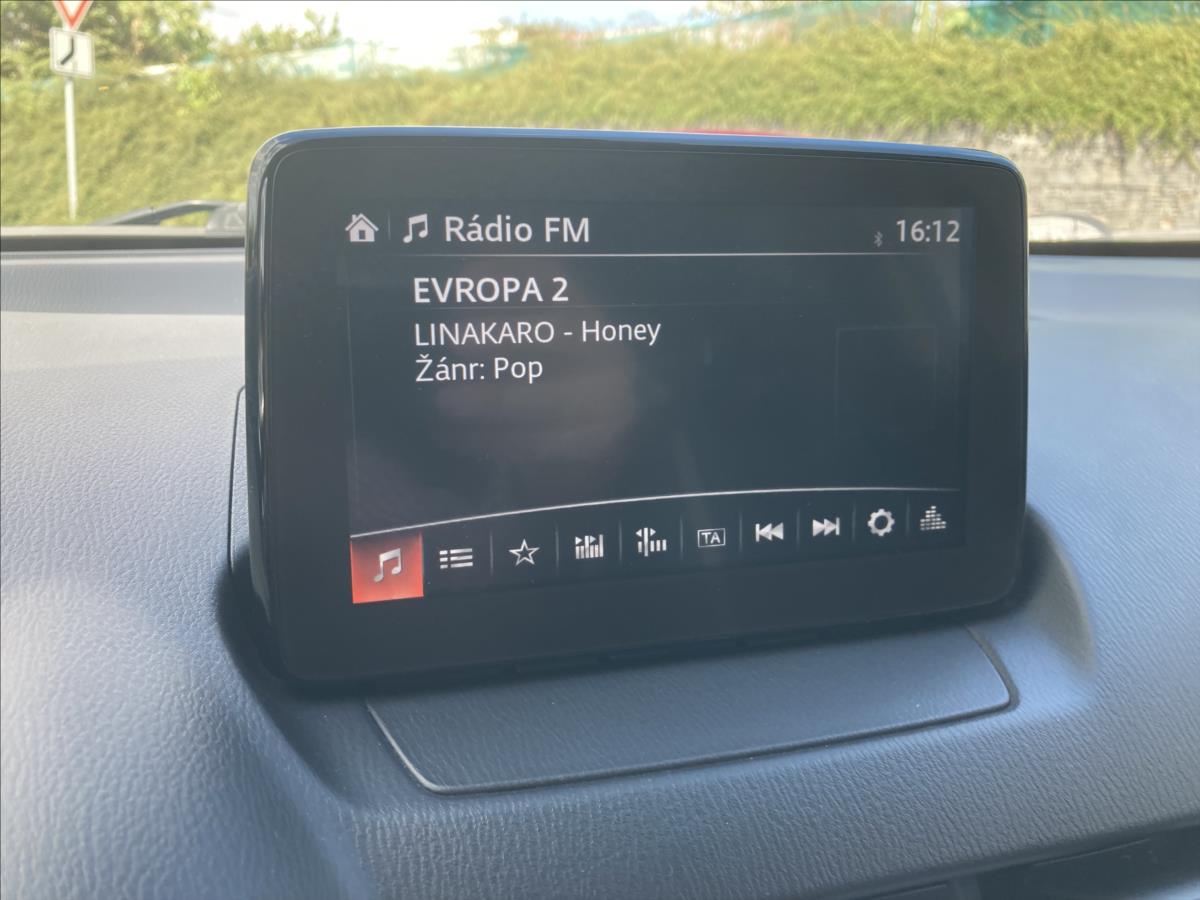 Rádio FM
16:12
EVROPA 2
LINAKARO - Honey
Žánr: Pop
TA